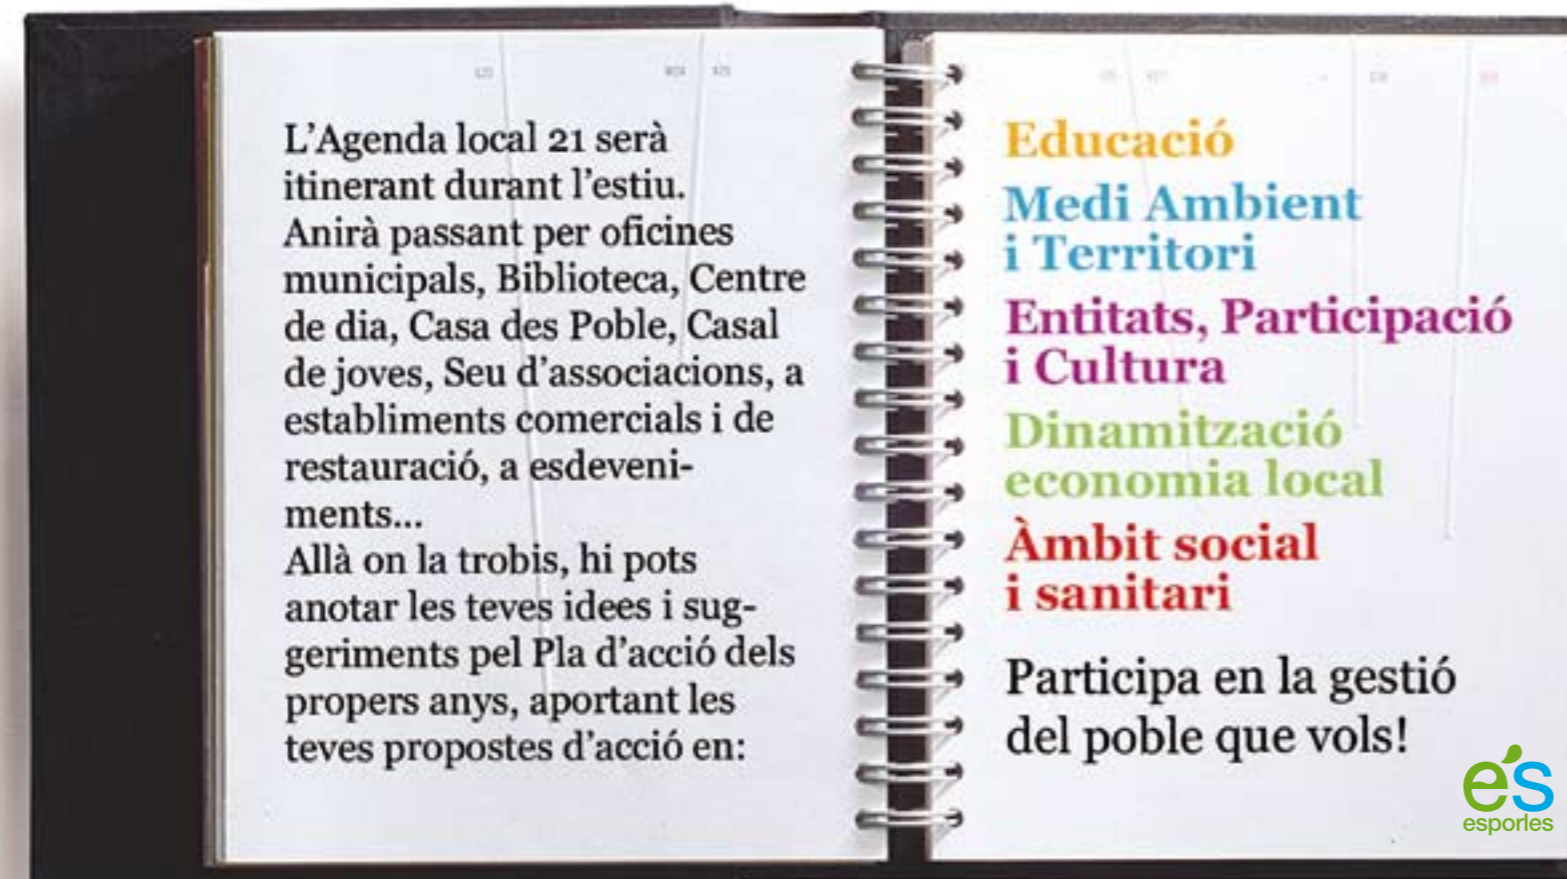 L’Agenda local 21 serà
itinerant durant l’estiu.
Anirà passant per oficines
municipals, Biblioteca, Centre
de dia, Casa des Poble, Casal
de joves, Seu d’associacions, a
establiments comercials i de
restauració, a esdeveni-
ments...
Allà on la trobis, hi pots
anotar les teves idees i sug-
geriments pel Pla d’acció dels
propers anys, aportant les
teves propostes d’acció en:
Educació
Medi Ambient
i Territori
Entitats, Participació
i Cultura
Dinamització
economia local
Àmbit social
i sanitari
Participa en la gestió
del poble que vols!
és
esporles